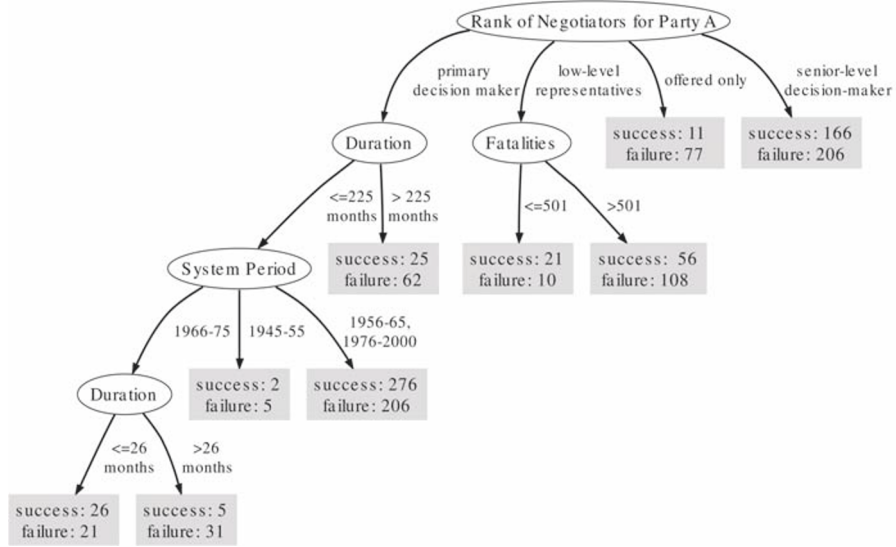 Rank of Negotiators for Party A
primary
decision maker
low-level
representatives
offered only
senior-level
decision-maker
Duration
Fatalities
success: 11
failure: 77
success: 166
failure: 206
<=225
months
> 225
months
<=501
>501
System Period
success: 25
failure: 62
success: 21
failure: 10
success: 56
failure: 108
1966-75
1945-55
1956-65,
1976-2000
Duration
success: 2
failure: 5
success: 276
failure: 206
<=26
months
>26
months
success: 26
failure: 21
success: 5
failure: 31